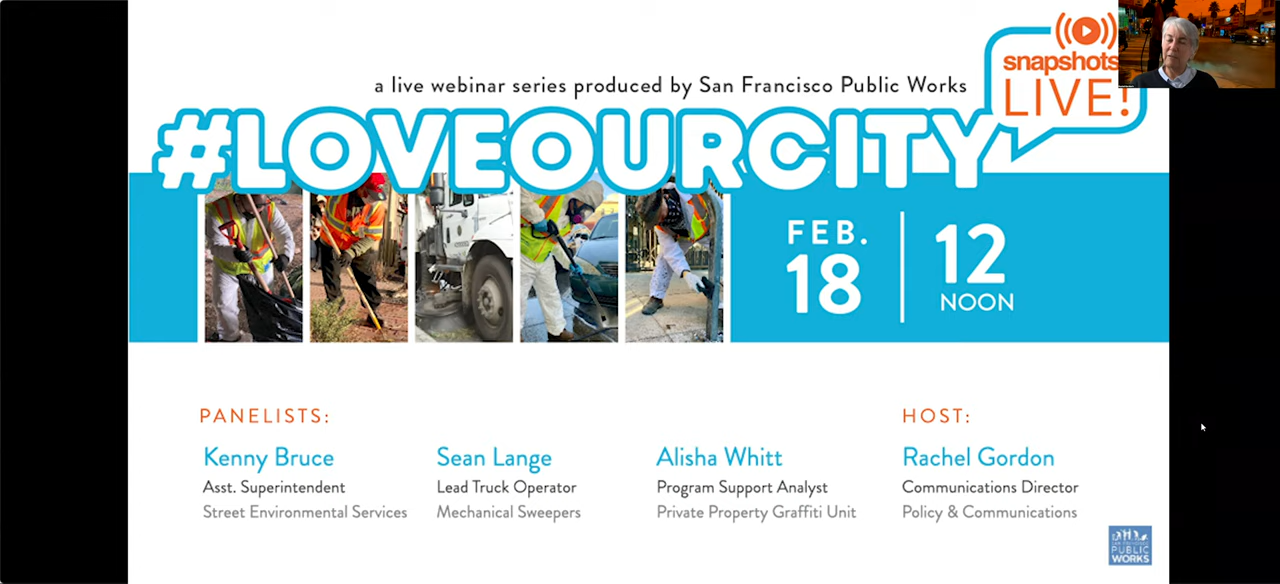 a live webinar series produced by San Francisco Public Works
snapshots
LIVE!
#LOVEOURCITY
FEB.
18
12
NOON
PANELISTS:
Kenny Bruce
Asst. Superintendent
Street Environmental Services
Sean Lange
Lead Truck Operator
Mechanical Sweepers
Alisha Whitt
Program Support Analyst
Private Property Graffiti Unit
HOST:
Rachel Gordon
Communications Director
Policy & Communications
PUBLIC
WORKS